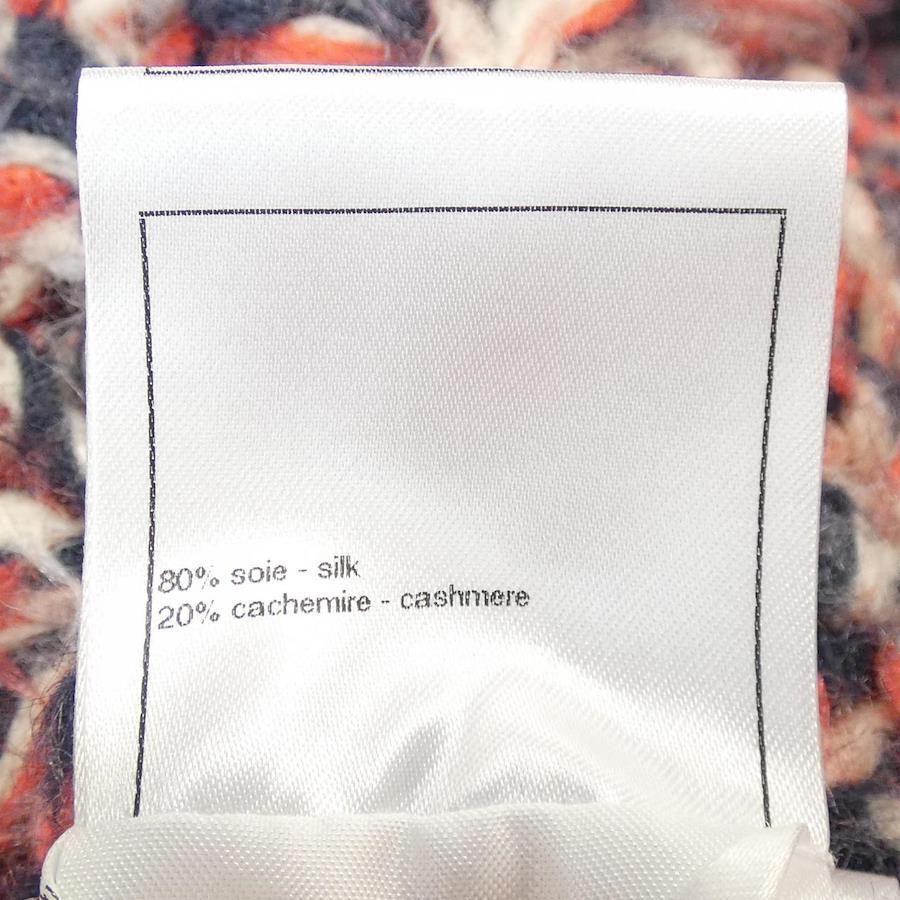 80% soie - silk
20% cachemire - cashmere